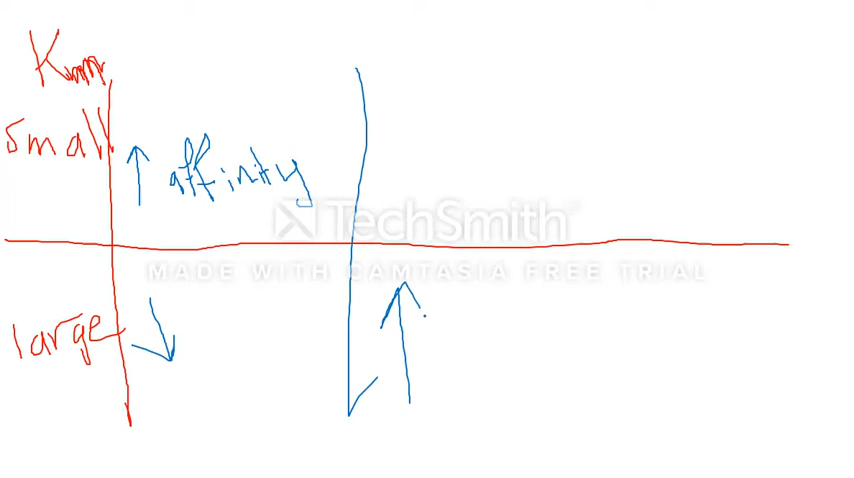 Km
small
↑ affinity
TechSmith
MADE WITH CAMTASIA FREE TRIAL
large ↓ ↑